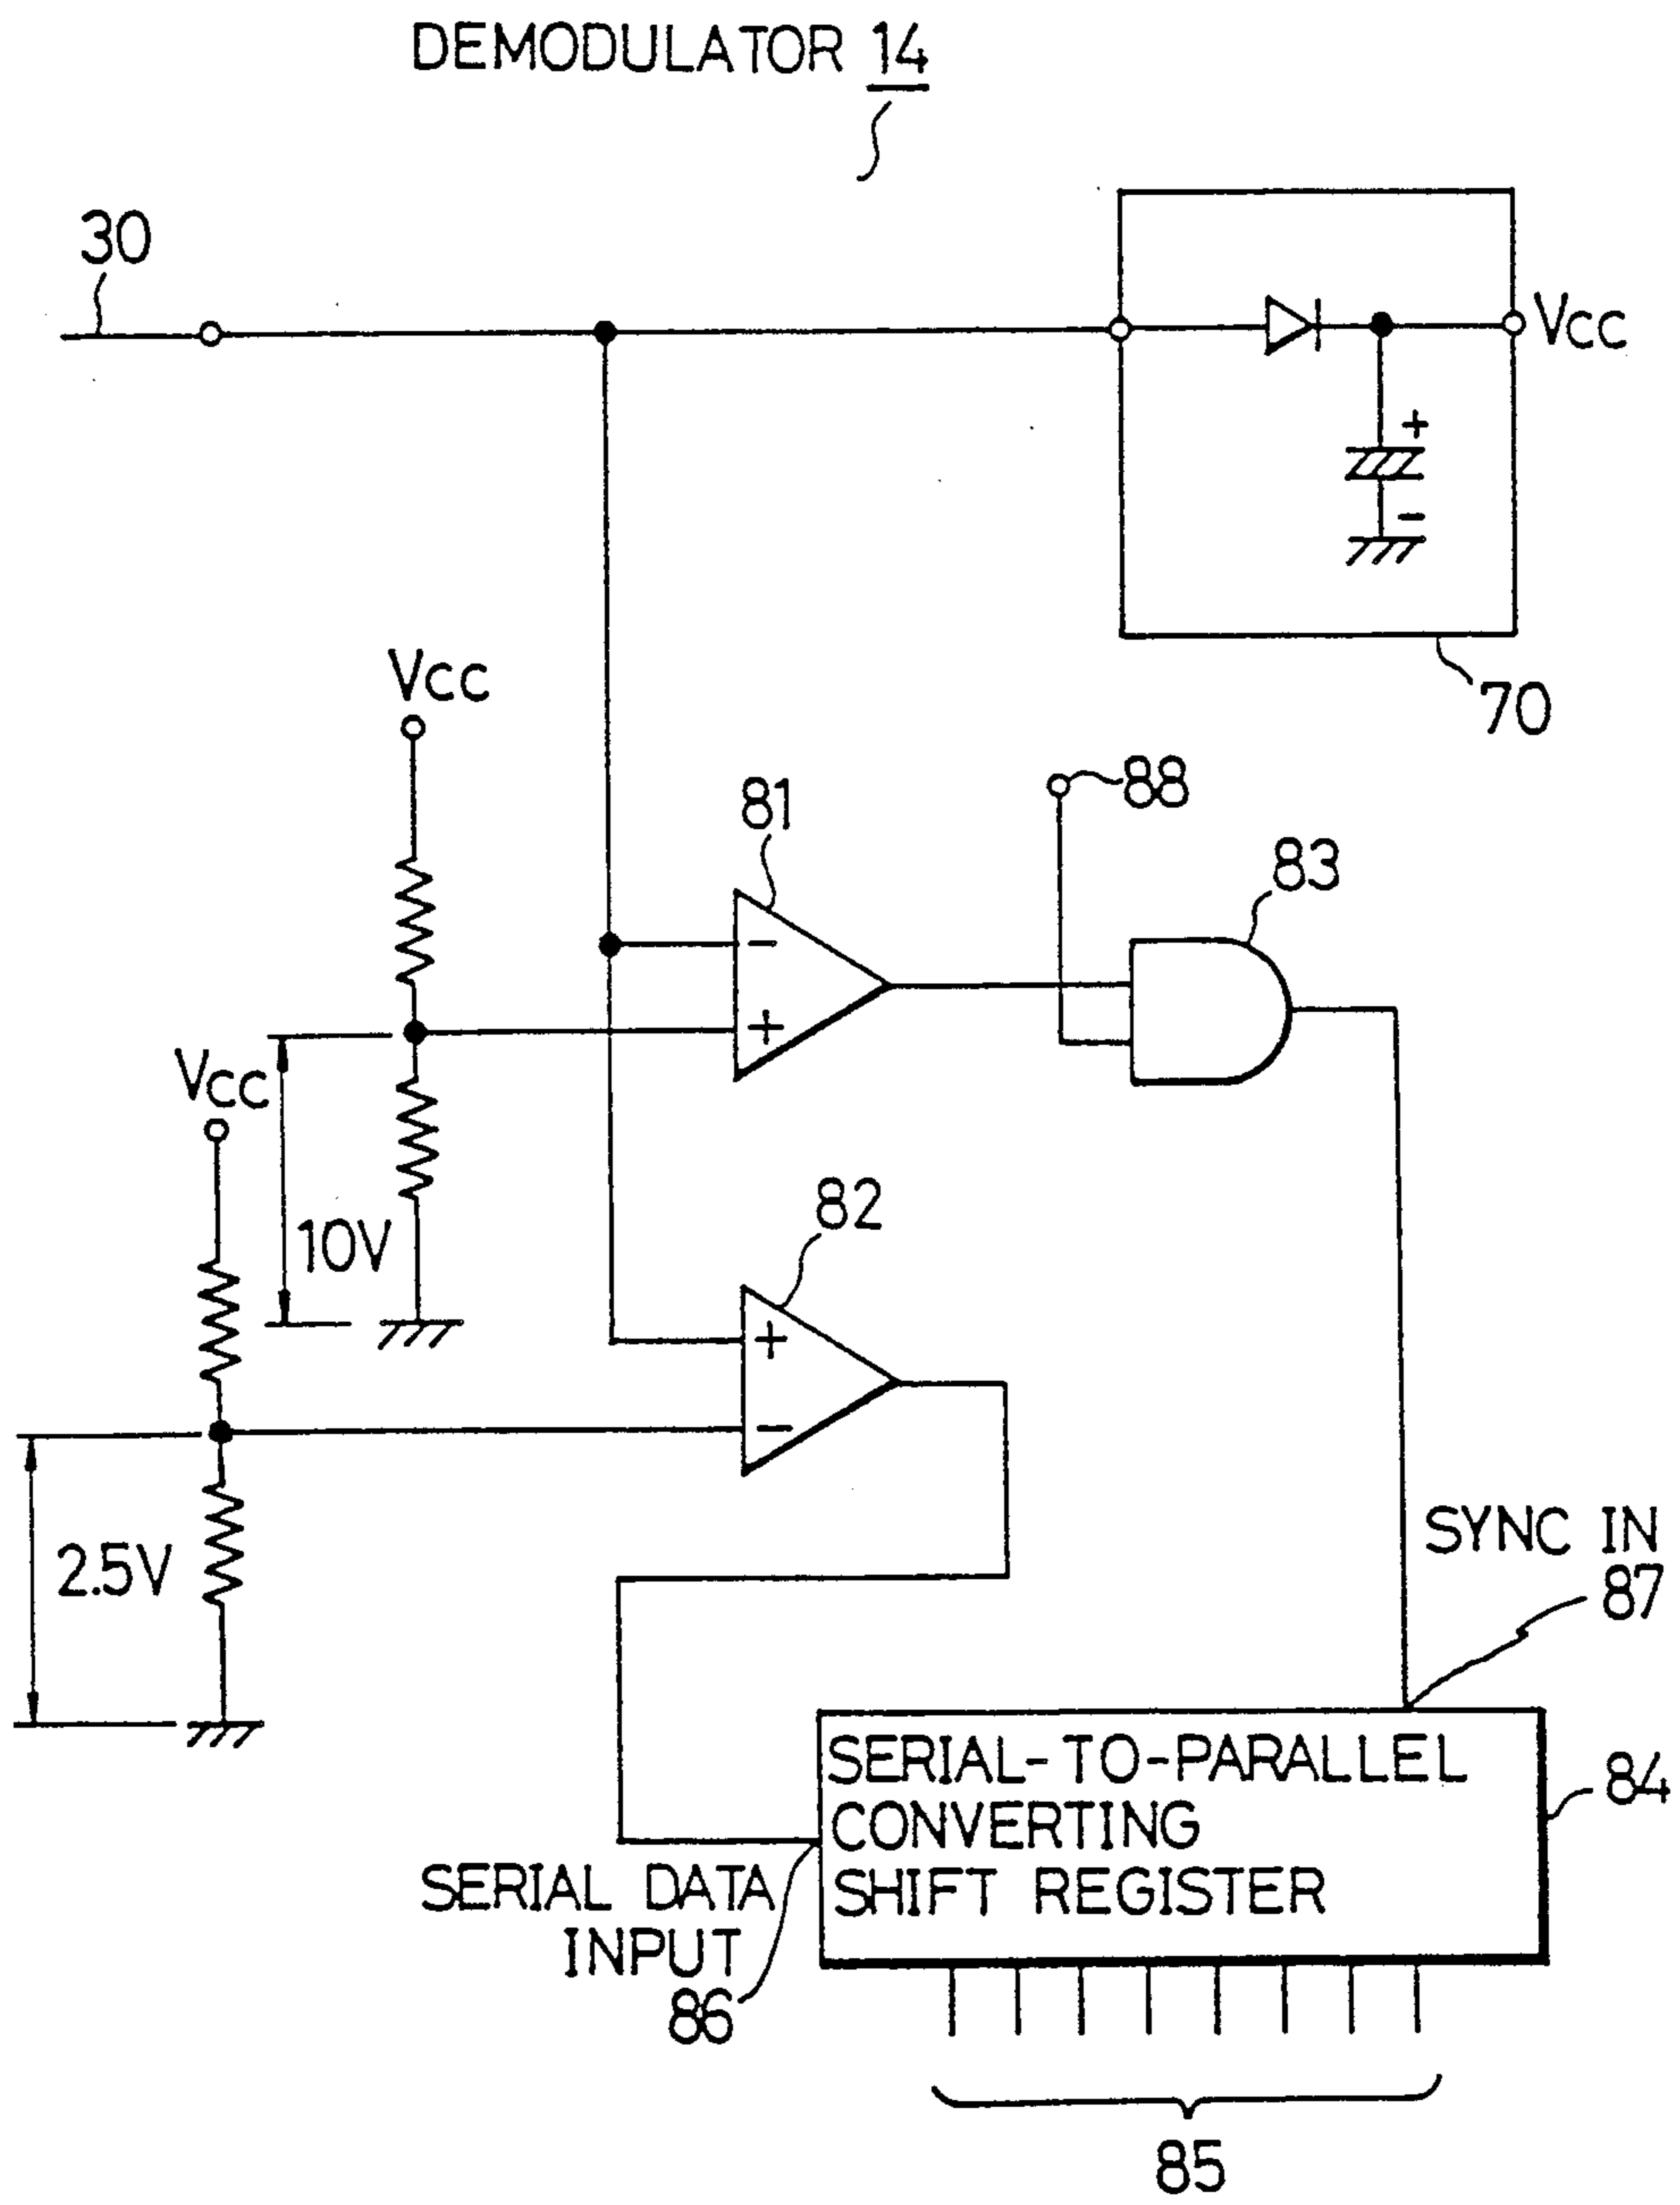 DEMODULATOR 14
30
VCC
+
-
70
VCC
88
81
83
-
+
VCC
10V
82
+
-
2.5V
SYNC IN
87
SERIAL-TO-PARALLEL
CONVERTING
SHIFT REGISTER
84
SERIAL DATA
INPUT
86
85